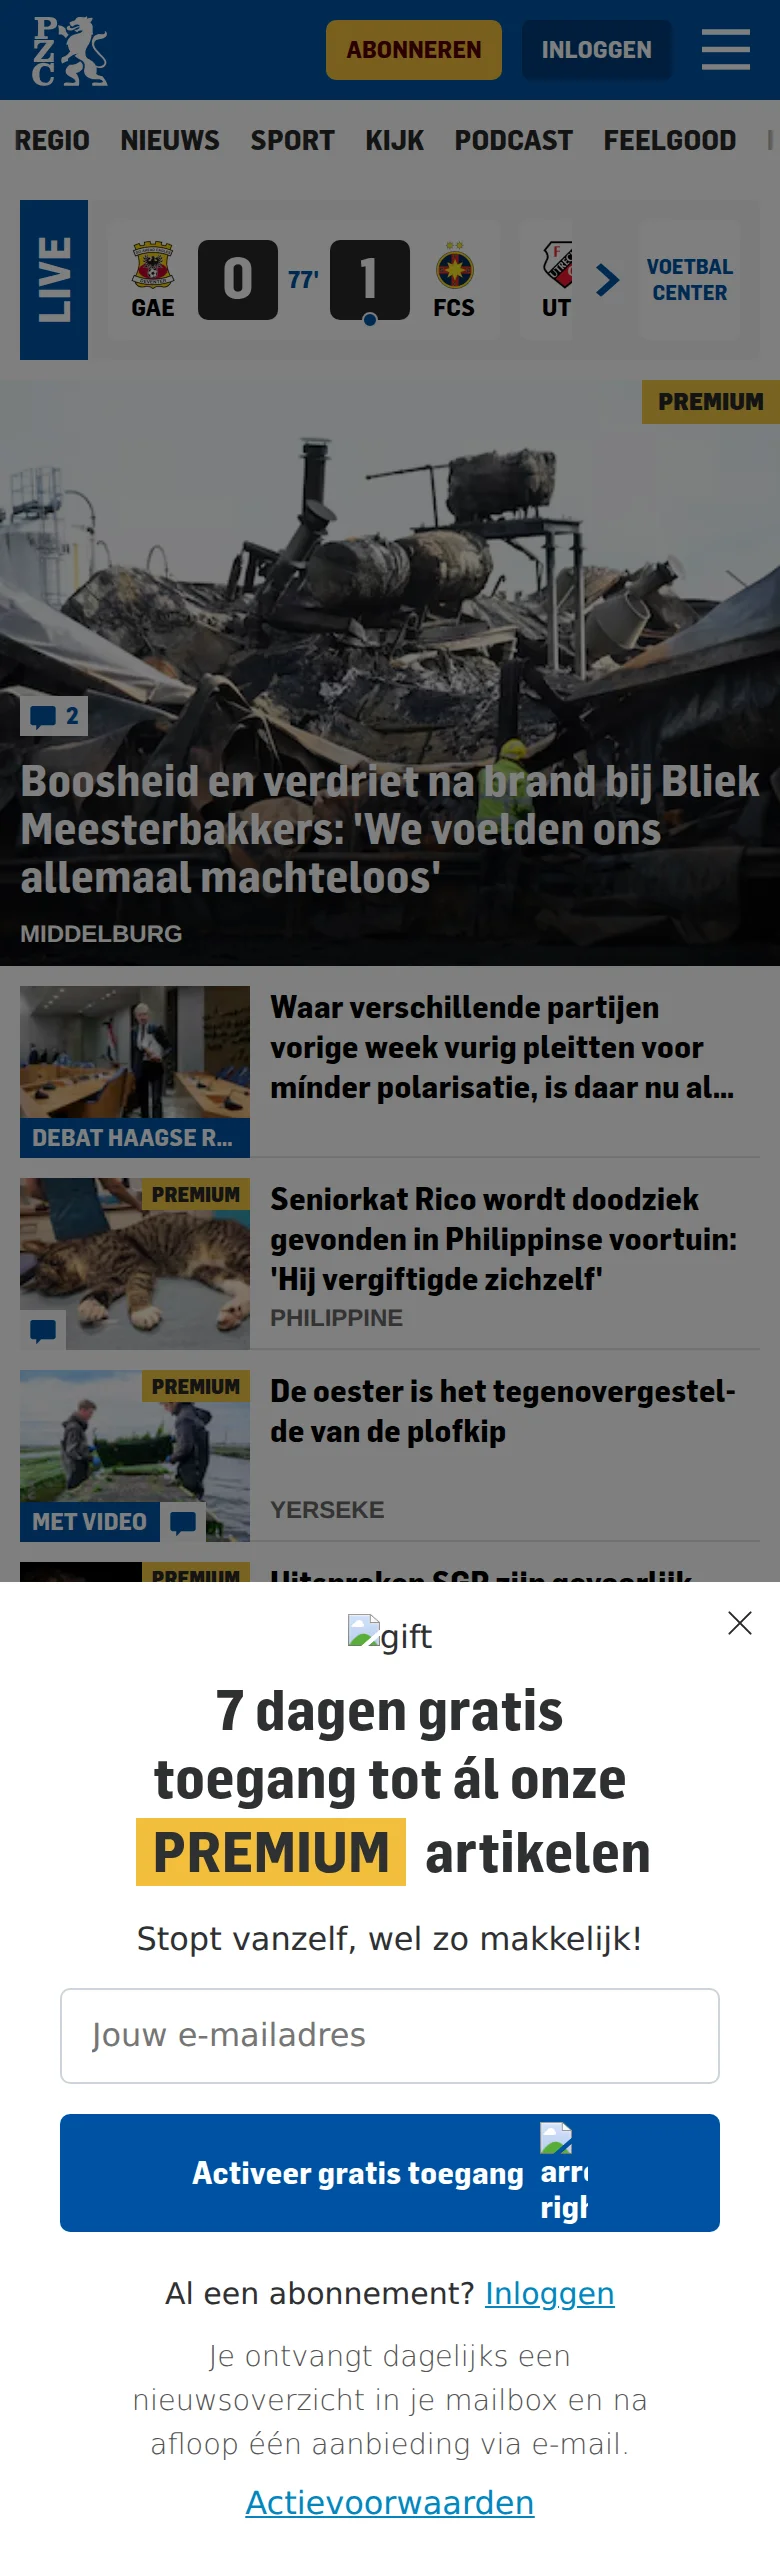 PZC
ABONNEREN
INLOGGEN
REGIO NIEUWS SPORT KIJK PODCAST FEELGOOD
LIVE
GAE
0
77'
1
FCS
UT
VOETBAL
CENTER
PREMIUM
2
Boosheid en verdriet na brand bij Bliek
Meesterbakkers: 'We voelden ons
allemaal machteloos'
MIDDELBURG
Waar verschillende partijen
vorige week vurig pleitten voor
mínder polarisatie, is daar nu al...
DEBAT HAAGSE R...
PREMIUM
Seniorkat Rico wordt doodziek
gevonden in Philippinse voortuin:
'Hij vergiftigde zichzelf'
PHILIPPINE
PREMIUM
De oester is het tegenovergestel-
de van de plofkip
MET VIDEO
YERSEKE
PREMIUM
Uitspraken SGP zijn gevaarlijk
gift
7 dagen gratis
toegang tot ál onze
PREMIUM artikelen
Stopt vanzelf, wel zo makkelijk!
Jouw e-mailadres
Activeer gratis toegang
Al een abonnement? Inloggen
Je ontvangt dagelijks een
nieuwsoverzicht in je mailbox en na
afloop één aanbieding via e-mail.
Actievoorwaarden